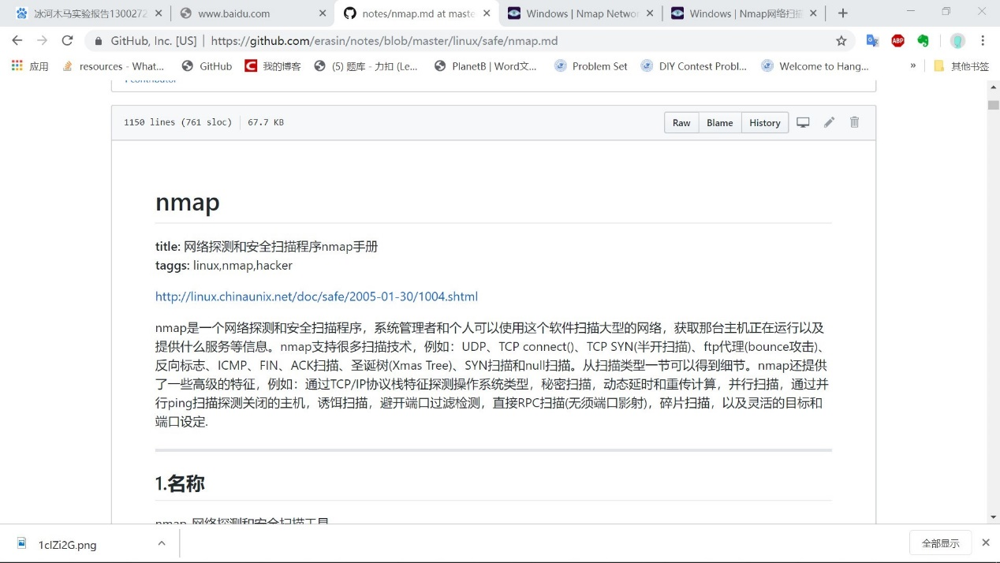 冰河木马实验报告1300272
www.baidu.com
notes/nmap.md at maste
Windows | Nmap Networ
Windows | Nmap网络扫描
GitHub, Inc. [US] | https://github.com/erasin/notes/blob/master/linux/safe/nmap.md
ABP
应用
resources - What...
GitHub
我的博客
(5) 题库 - 力扣 (Le...
PlanetB | Word文...
Problem Set
DIY Contest Probl...
Welcome to Hang...
»
其他书签
1 contributor
1150 lines (761 sloc) 67.7 KB
Raw
Blame
History
nmap
title: 网络探测和安全扫描程序nmap手册
taggs: linux,nmap,hacker
http://linux.chinaunix.net/doc/safe/2005-01-30/1004.shtml
nmap是一个网络探测和安全扫描程序，系统管理者和个人可以使用这个软件扫描大型的网络，获取那台主机正在运行以及
提供什么服务等信息。nmap支持很多扫描技术，例如：UDP、TCP connect()、TCP SYN(半开扫描)、ftp代理(bounce攻击)、
反向标志、ICMP、FIN、ACK扫描、圣诞树(Xmas Tree)、SYN扫描和null扫描。从扫描类型一节可以得到细节。nmap还提供
了一些高级的特征，例如：通过TCP/IP协议栈特征探测操作系统类型，秘密扫描，动态延时和重传计算，并行扫描，通过并
行ping扫描探测关闭的主机，诱饵扫描，避开端口过滤检测，直接RPC扫描(无须端口影射)，碎片扫描，以及灵活的目标和
端口设定.
1.名称
nmap-网络探测和安全扫描工具
1clZi2G.png
全部显示